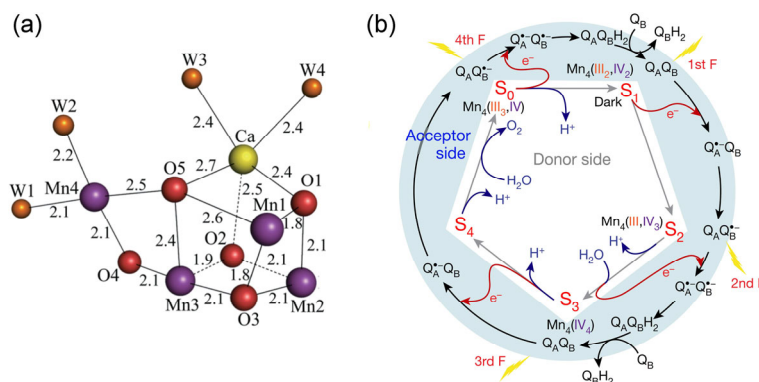 (a)
W3
W4
W2
2.4
2.4
Ca
2.2
2.7
2.4
W1
Mn4
2.5
O5
2.5
O1
2.1
2.6
Mn1
1.8
2.1
2.4
O2
O4
1.9
1.8
2.1
2.1
2.1
Mn3
2.1
O3
2.1
Mn2
(b)
4th F
QA•−QB•−
QAQBH2
QB
QBH2
1st F
QAQB•−
e−
Mn4(III2,IV2)
QAQB
S0
S1
Mn4(III3,IV)
Dark
e−
H+
Acceptor
side
O2
Donor side
QA•−QB
H2O
H+
S4
Mn4(III,IV3)
S2
QAQB•−
H+
H+
H2O
e−
2nd
QA•−QB
e−
S3
QA•−QB•−
Mn4(IV4)
QAQBH2
QAQB
QB
3rd F
QBH2